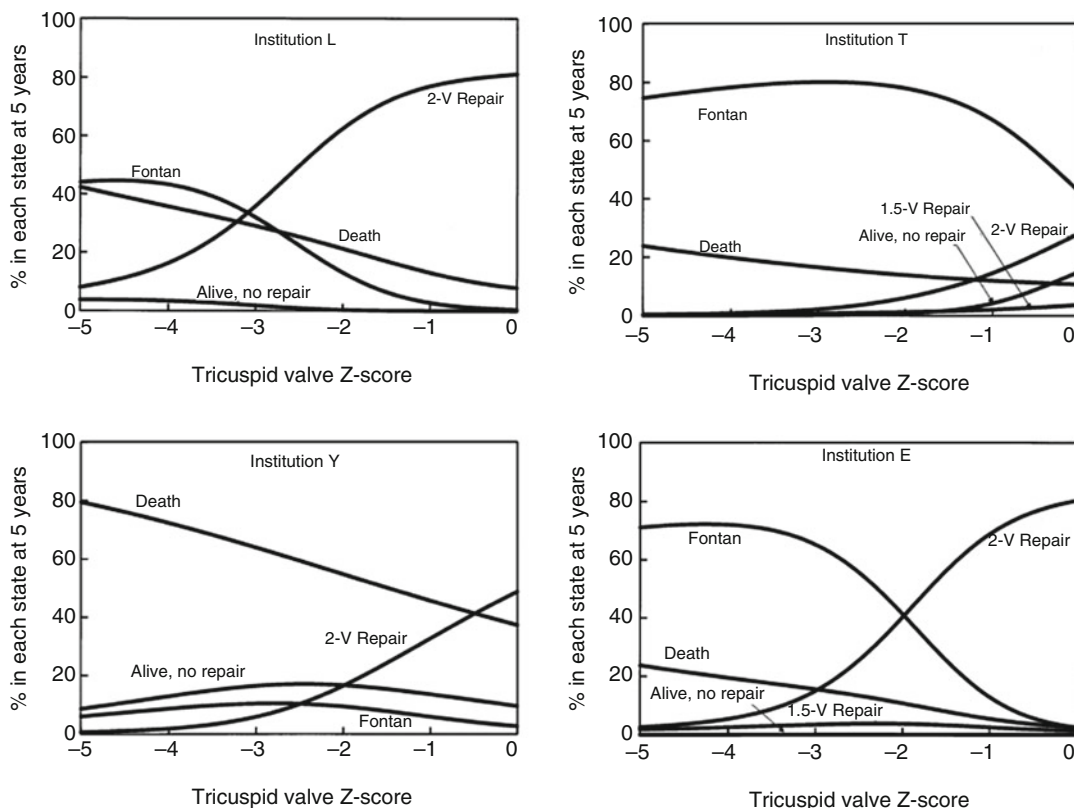 Institution L
% in each state at 5 years
100
80
60
40
20
0
2-V Repair
Fontan
Death
Alive, no repair
−5
−4
−3
−2
−1
0
Tricuspid valve Z-score
Institution T
% in each state at 5 years
100
80
60
40
20
0
Fontan
1.5-V Repair
2-V Repair
Alive, no repair
Death
−5
−4
−3
−2
−1
0
Tricuspid valve Z-score
Institution Y
% in each state at 5 years
100
80
60
40
20
0
Death
2-V Repair
Alive, no repair
Fontan
−5
−4
−3
−2
−1
0
Tricuspid valve Z-score
Institution E
% in each state at 5 years
100
80
60
40
20
0
Fontan
2-V Repair
Death
Alive, no repair
1.5-V Repair
−5
−4
−3
−2
−1
0
Tricuspid valve Z-score